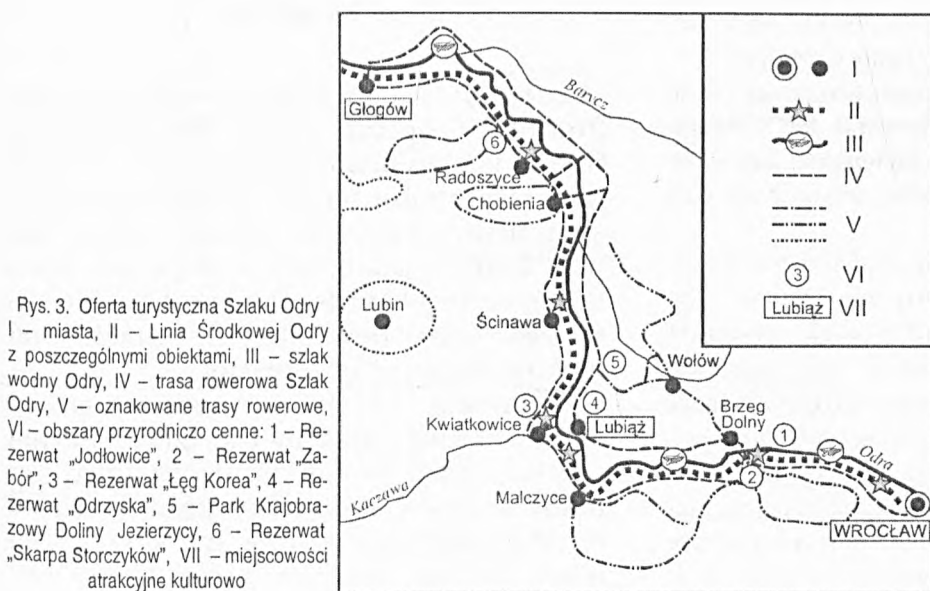 Rys. 3. Oferta turystyczna Szlaku Odry
I – miasta, II – Linia Środkowej Odry
z poszczególnymi obiektami, III – szlak
wodny Odry, IV – trasa rowerowa Szlak
Odry, V – oznakowane trasy rowerowe,
VI – obszary przyrodniczo cenne: 1 – Re-
zerwat „Jodłowice”, 2 – Rezerwat „Za-
bór”, 3 – Rezerwat „Łęg Korea”, 4 – Re-
zerwat „Odrzyska”, 5 – Park Krajobra-
zowy Doliny Jezierzycy, 6 – Rezerwat
„Skarpa Storczyków”, VII – miejscowości
atrakcyjne kulturowo
Głogów
Barycz
6
Radoszyce
Chobienia
Lubin
Ścinawa
5
Wołów
3
Kwiatkowice
4
Lubiąż
Brzeg
Dolny
1
Odra
2
Kaczawa
Malczyce
WROCŁAW
I
II
III
IV
V
3 VI
Lubiąż VII